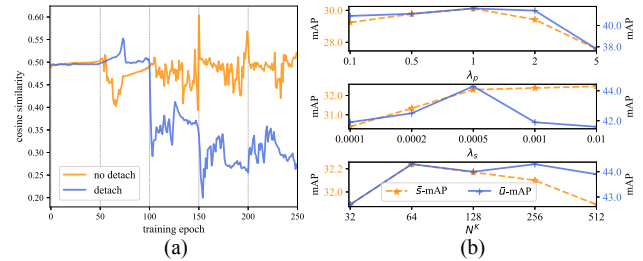 (a)
cosine similarity
0.60
0.55
0.50
0.45
0.40
0.35
0.30
0.25
0.20
no detach
detach
0 50 100 150 200 250
training epoch
(b)
mAP
30.0
28.0
40.0
38.0
mAP
0.1 0.5 1 2 5
λp
mAP
32.0
31.0
44.0
42.0
mAP
0.0001 0.0002 0.0005 0.001 0.01
λs
mAP
32.2
32.0
44.0
43.0
mAP
s̄-mAP ū-mAP
32 64 128 256 512
N^K